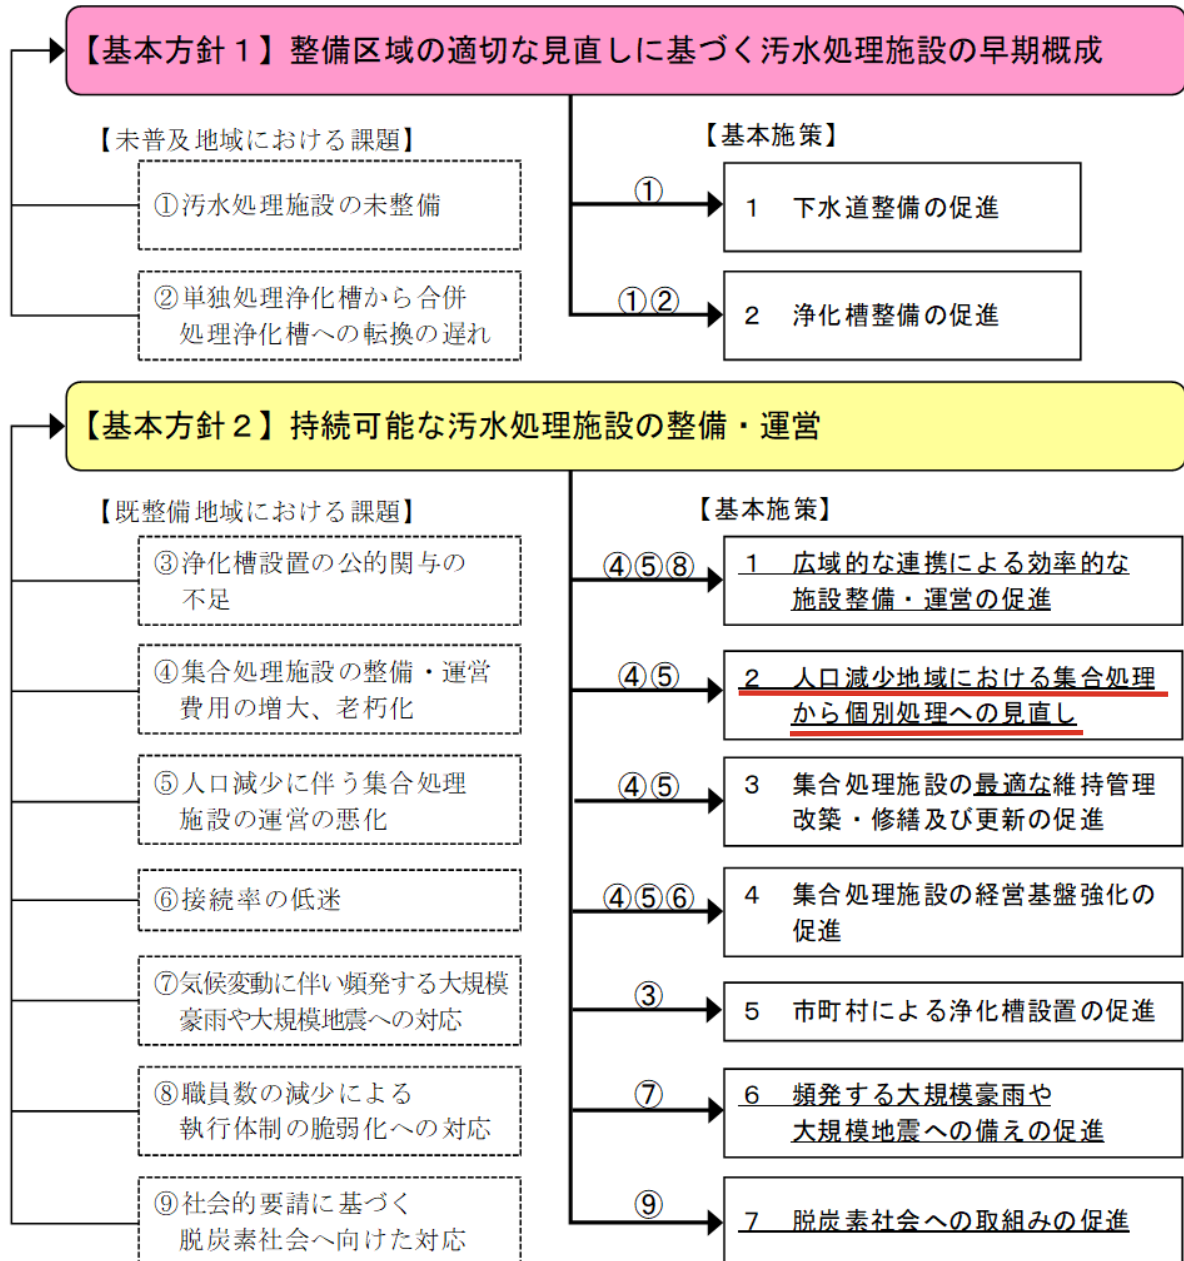 【基本方針１】整備区域の適切な見直しに基づく汚水処理施設の早期概成
【未普及地域における課題】
①汚水処理施設の未整備
②単独処理浄化槽から合併
処理浄化槽への転換の遅れ
【基本施策】
①
１　下水道整備の促進
①②
２　浄化槽整備の促進
【基本方針２】持続可能な汚水処理施設の整備・運営
【既整備地域における課題】
③浄化槽設置の公的関与の
不足
④集合処理施設の整備・運営
費用の増大、老朽化
⑤人口減少に伴う集合処理
施設の運営の悪化
⑥接続率の低迷
⑦気候変動に伴い頻発する大規模
豪雨や大規模地震への対応
⑧職員数の減少による
執行体制の脆弱化への対応
⑨社会的要請に基づく
脱炭素社会へ向けた対応
【基本施策】
④⑤⑧
１　広域的な連携による効率的な
施設整備・運営の促進
④⑤
２　人口減少地域における集合処理
から個別処理への見直し
④⑤
３　集合処理施設の最適な維持管理
改築・修繕及び更新の促進
④⑤⑥
４　集合処理施設の経営基盤強化の
促進
③
５　市町村による浄化槽設置の促進
⑦
６　頻発する大規模豪雨や
大規模地震への備えの促進
⑨
７　脱炭素社会への取組みの促進